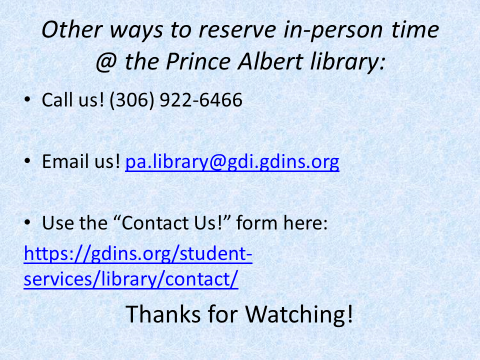 Other ways to reserve in-person time
@ the Prince Albert library:
• Call us! (306) 922-6466
• Email us! pa.library@gdi.gdins.org
• Use the “Contact Us!” form here:
https://gdins.org/student-
services/library/contact/
Thanks for Watching!